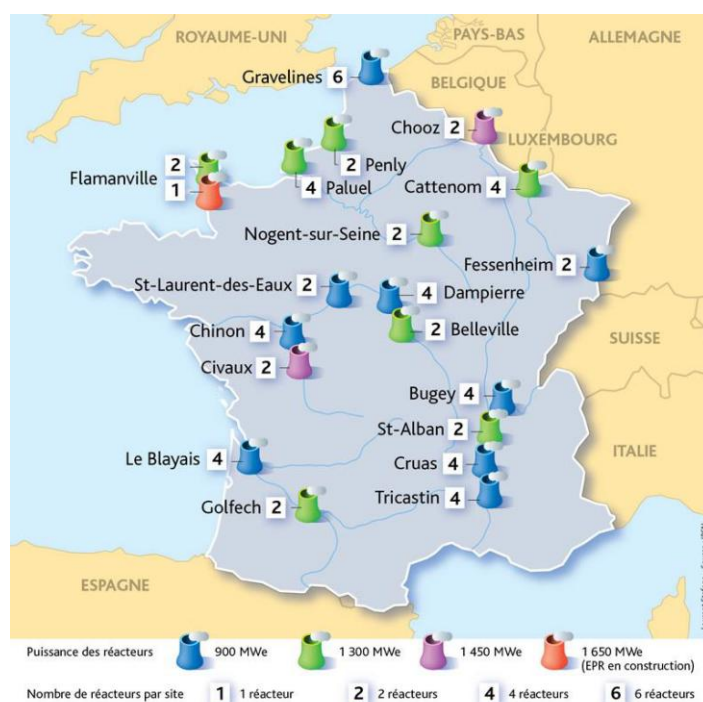 ROYAUME-UNI
PAYS-BAS
ALLEMAGNE
Gravelines 6
BELGIQUE
Chooz 2
LUXEMBOURG
2 Penly
Flamanville 2
1
4 Paluel
Cattenom 4
Nogent-sur-Seine 2
Fessenheim 2
St-Laurent-des-Eaux 2
4 Dampierre
Chinon 4
2 Belleville
SUISSE
Civaux 2
Bugey 4
St-Alban 2
ITALIE
Le Blayais 4
Cruas 4
Tricastin 4
Golfech 2
ESPAGNE
Puissance des réacteurs 900 MWe 1 300 MWe 1 450 MWe 1 650 MWe
(EPR en construction)
Nombre de réacteurs par site 1 1 réacteur 2 2 réacteurs 4 4 réacteurs 6 6 réacteurs